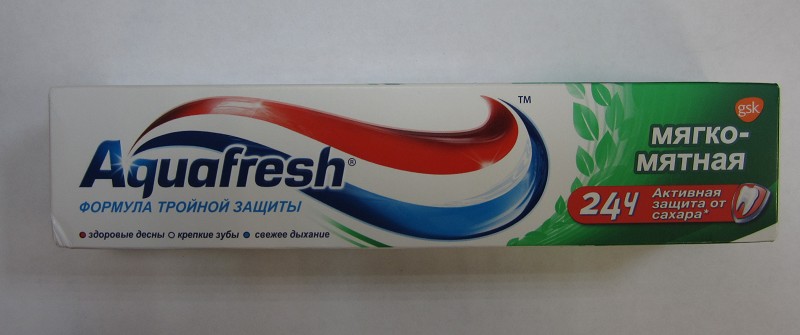 Aquafresh®
™
ФОРМУЛА ТРОЙНОЙ ЗАЩИТЫ
здоровые десны крепкие зубы свежее дыхание
gsk
МЯГКО-
МЯТНАЯ
24Ч
Активная
защита от
сахара*